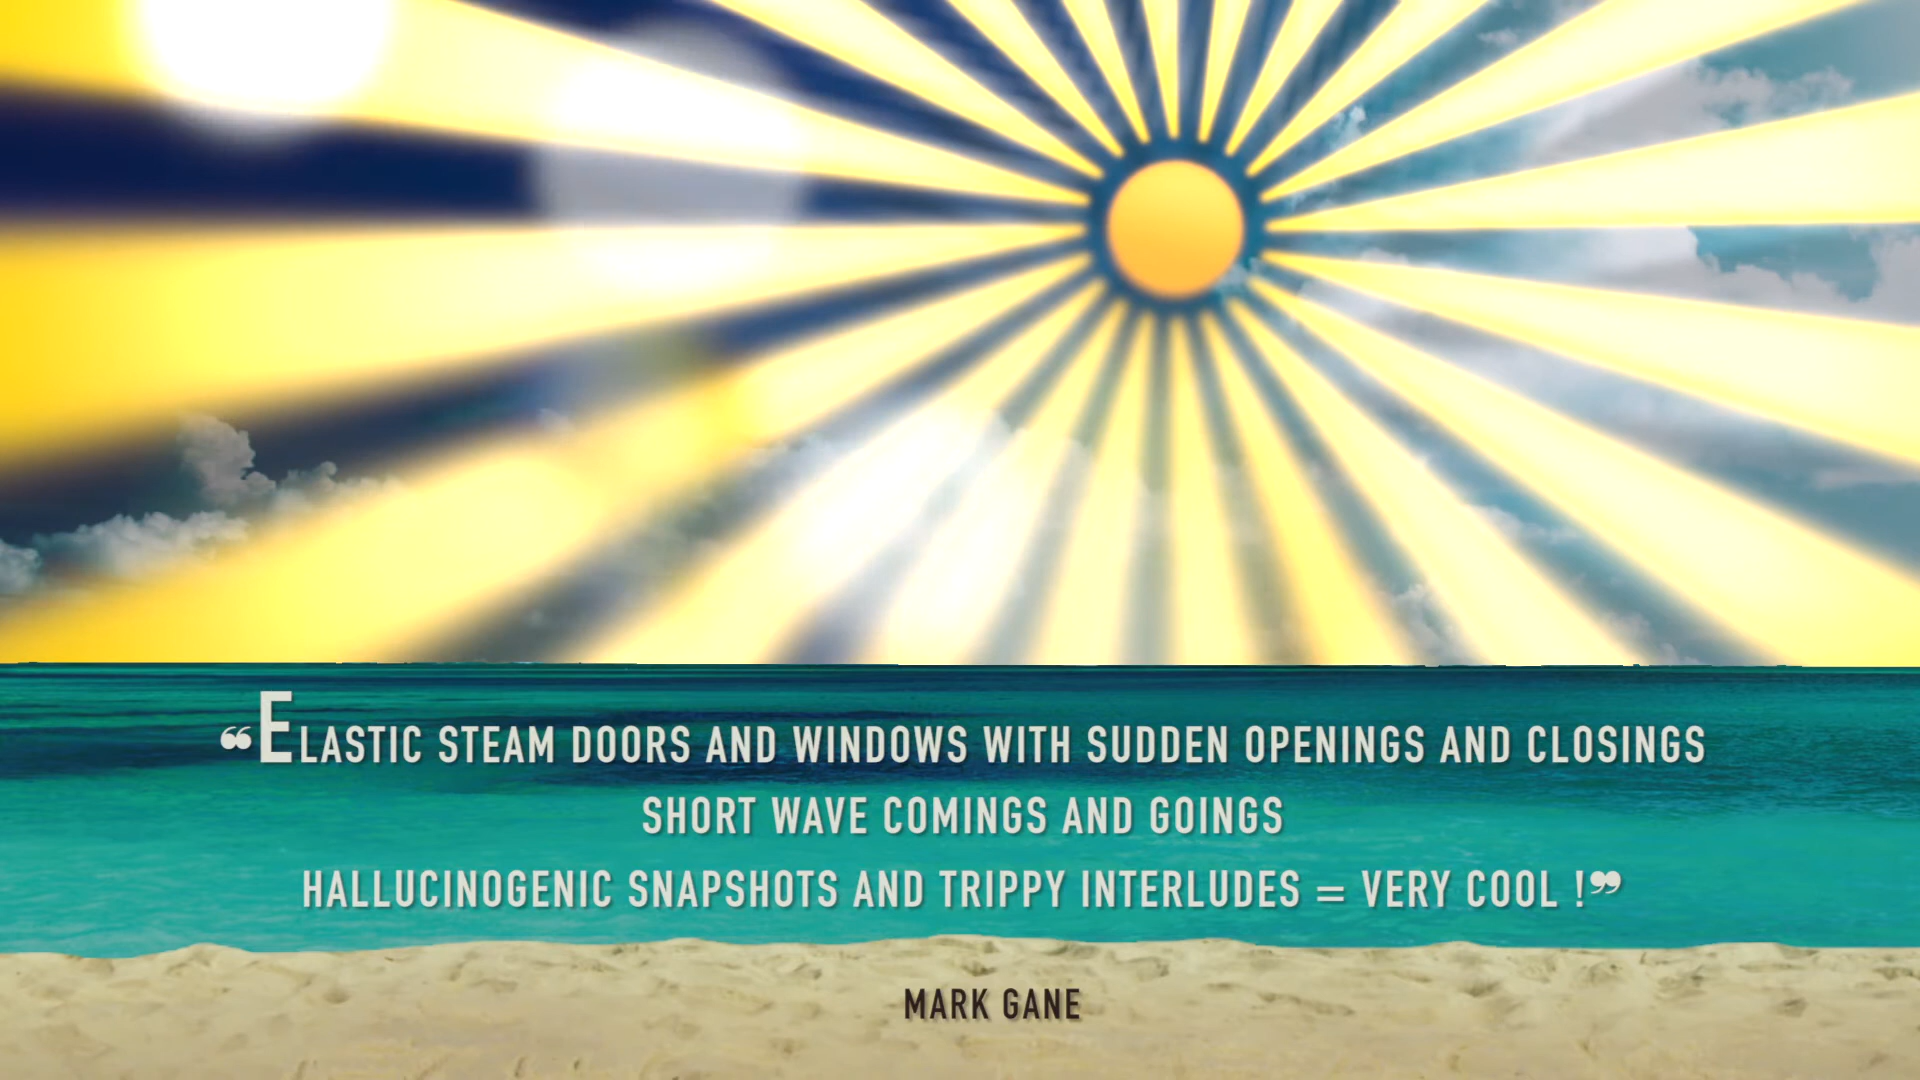 ❝ELASTIC STEAM DOORS AND WINDOWS WITH SUDDEN OPENINGS AND CLOSINGS
SHORT WAVE COMINGS AND GOINGS
HALLUCINOGENIC SNAPSHOTS AND TRIPPY INTERLUDES = VERY COOL !❞
MARK GANE